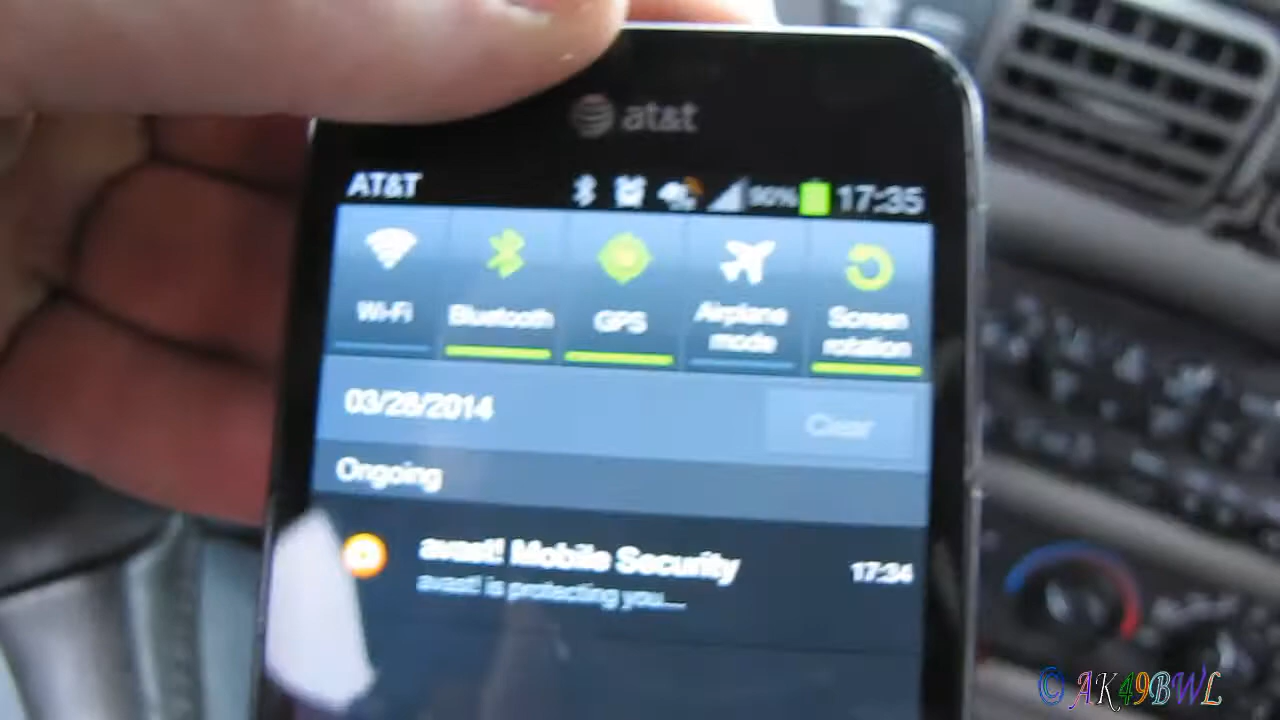 at&t
AT&T 90% 17:35
Wi-Fi Bluetooth GPS Airplane mode Screen rotation
03/28/2014 Clear
Ongoing
avast! Mobile Security 17:34
avast! is protecting you...
© AK49BWL